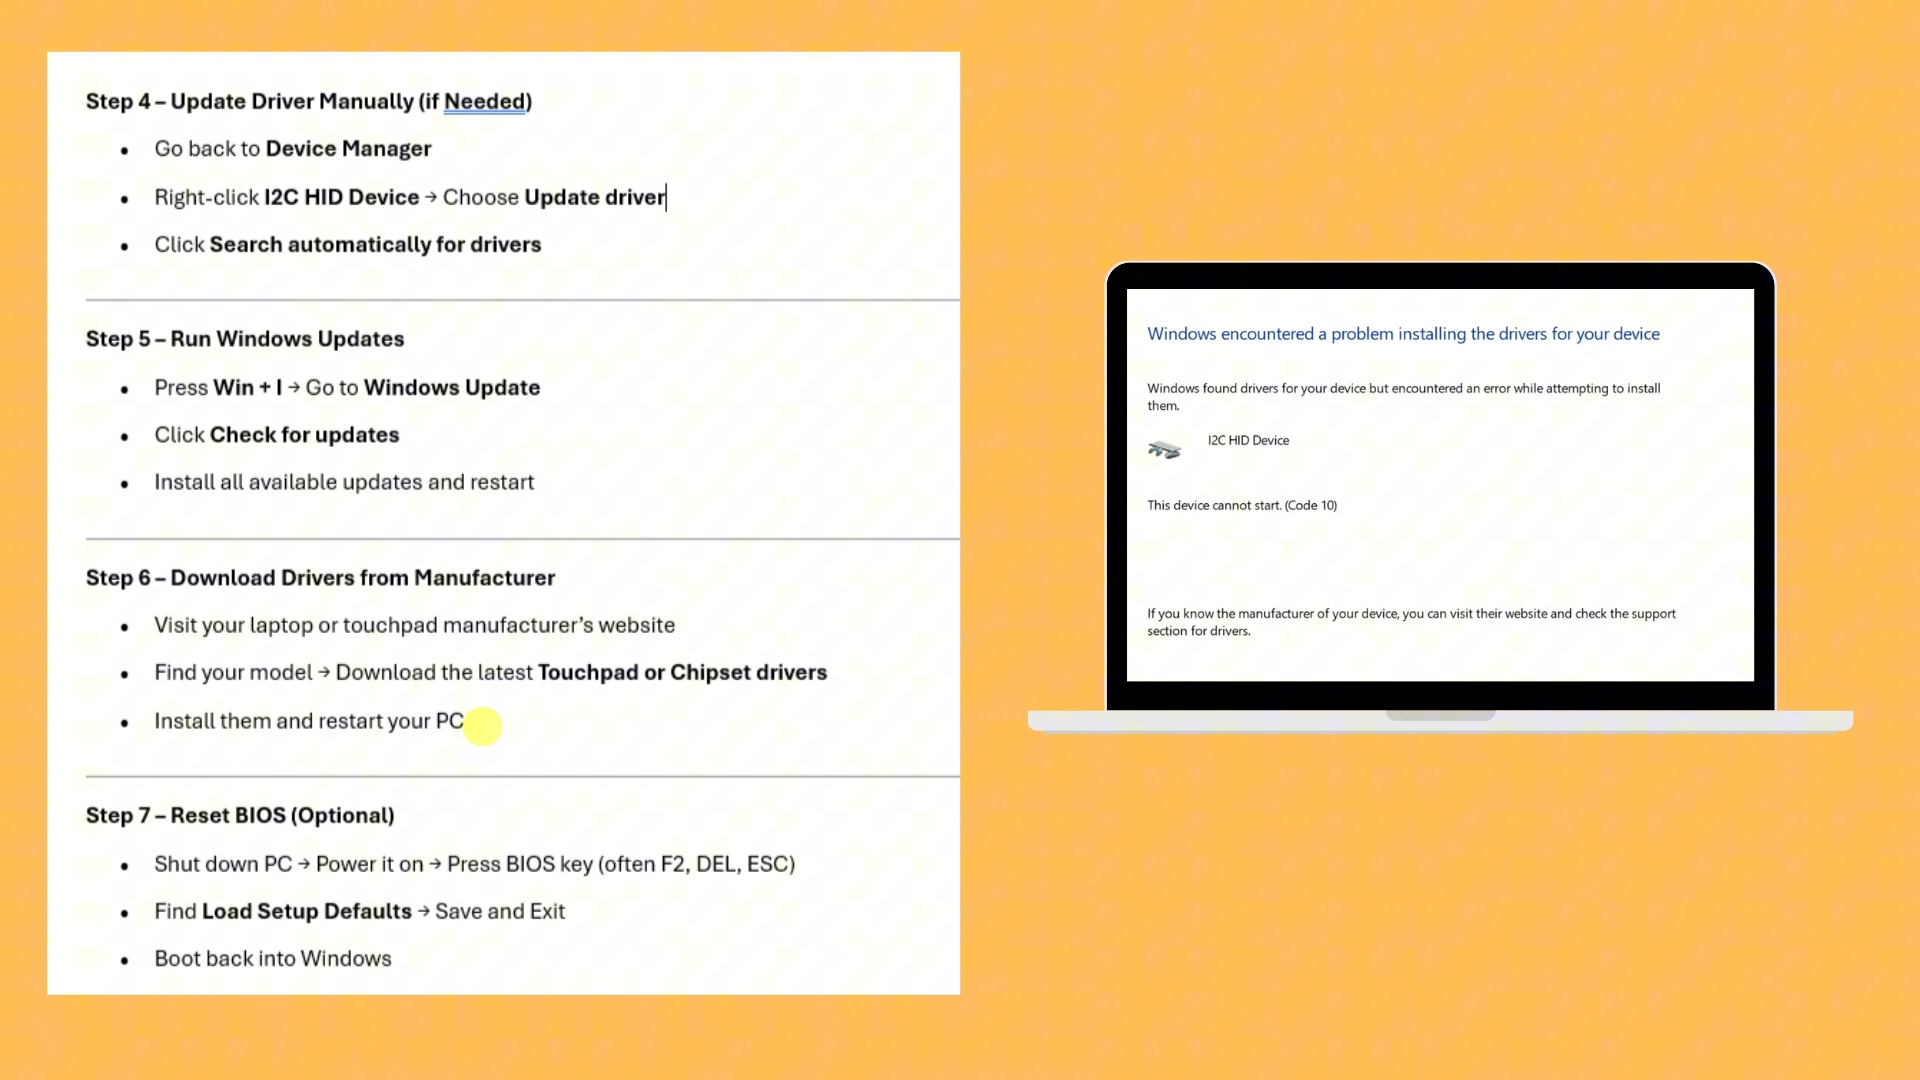 Step 4 – Update Driver Manually (if Needed)
• Go back to Device Manager
• Right-click I2C HID Device → Choose Update driver
• Click Search automatically for drivers
Step 5 – Run Windows Updates
• Press Win + I → Go to Windows Update
• Click Check for updates
• Install all available updates and restart
Step 6 – Download Drivers from Manufacturer
• Visit your laptop or touchpad manufacturer’s website
• Find your model → Download the latest Touchpad or Chipset drivers
• Install them and restart your PC
Step 7 – Reset BIOS (Optional)
• Shut down PC → Power it on → Press BIOS key (often F2, DEL, ESC)
• Find Load Setup Defaults → Save and Exit
• Boot back into Windows
Windows encountered a problem installing the drivers for your device
Windows found drivers for your device but encountered an error while attempting to install
them.
I2C HID Device
This device cannot start. (Code 10)
If you know the manufacturer of your device, you can visit their website and check the support
section for drivers.